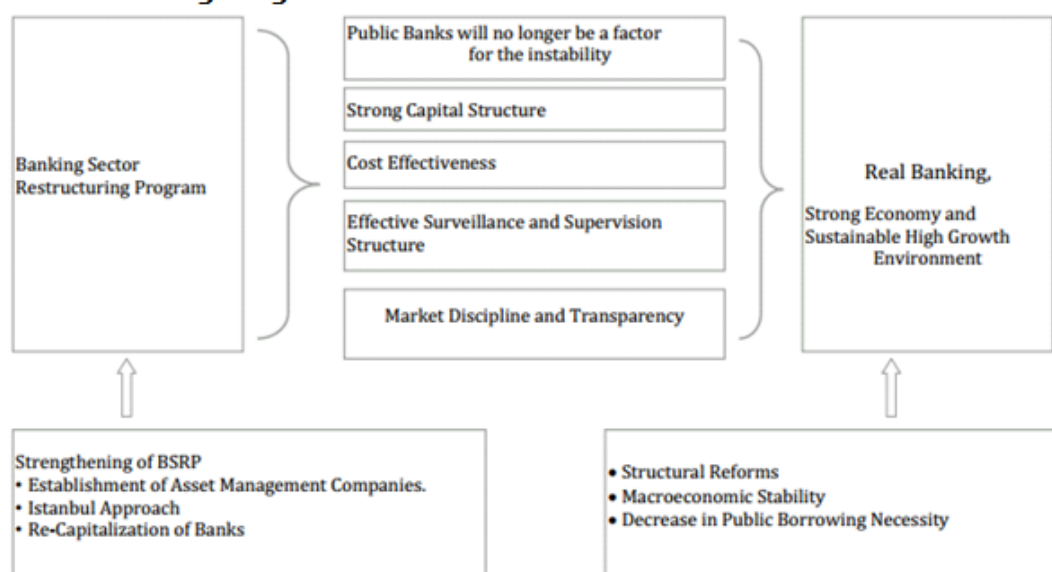 Banking Sector
Restructuring Program
Public Banks will no longer be a factor
for the instability
Strong Capital Structure
Cost Effectiveness
Effective Surveillance and Supervision
Structure
Market Discipline and Transparency
Real Banking,
Strong Economy and
Sustainable High Growth
Environment
Strengthening of BSRP
• Establishment of Asset Management Companies.
• Istanbul Approach
• Re-Capitalization of Banks
• Structural Reforms
• Macroeconomic Stability
• Decrease in Public Borrowing Necessity